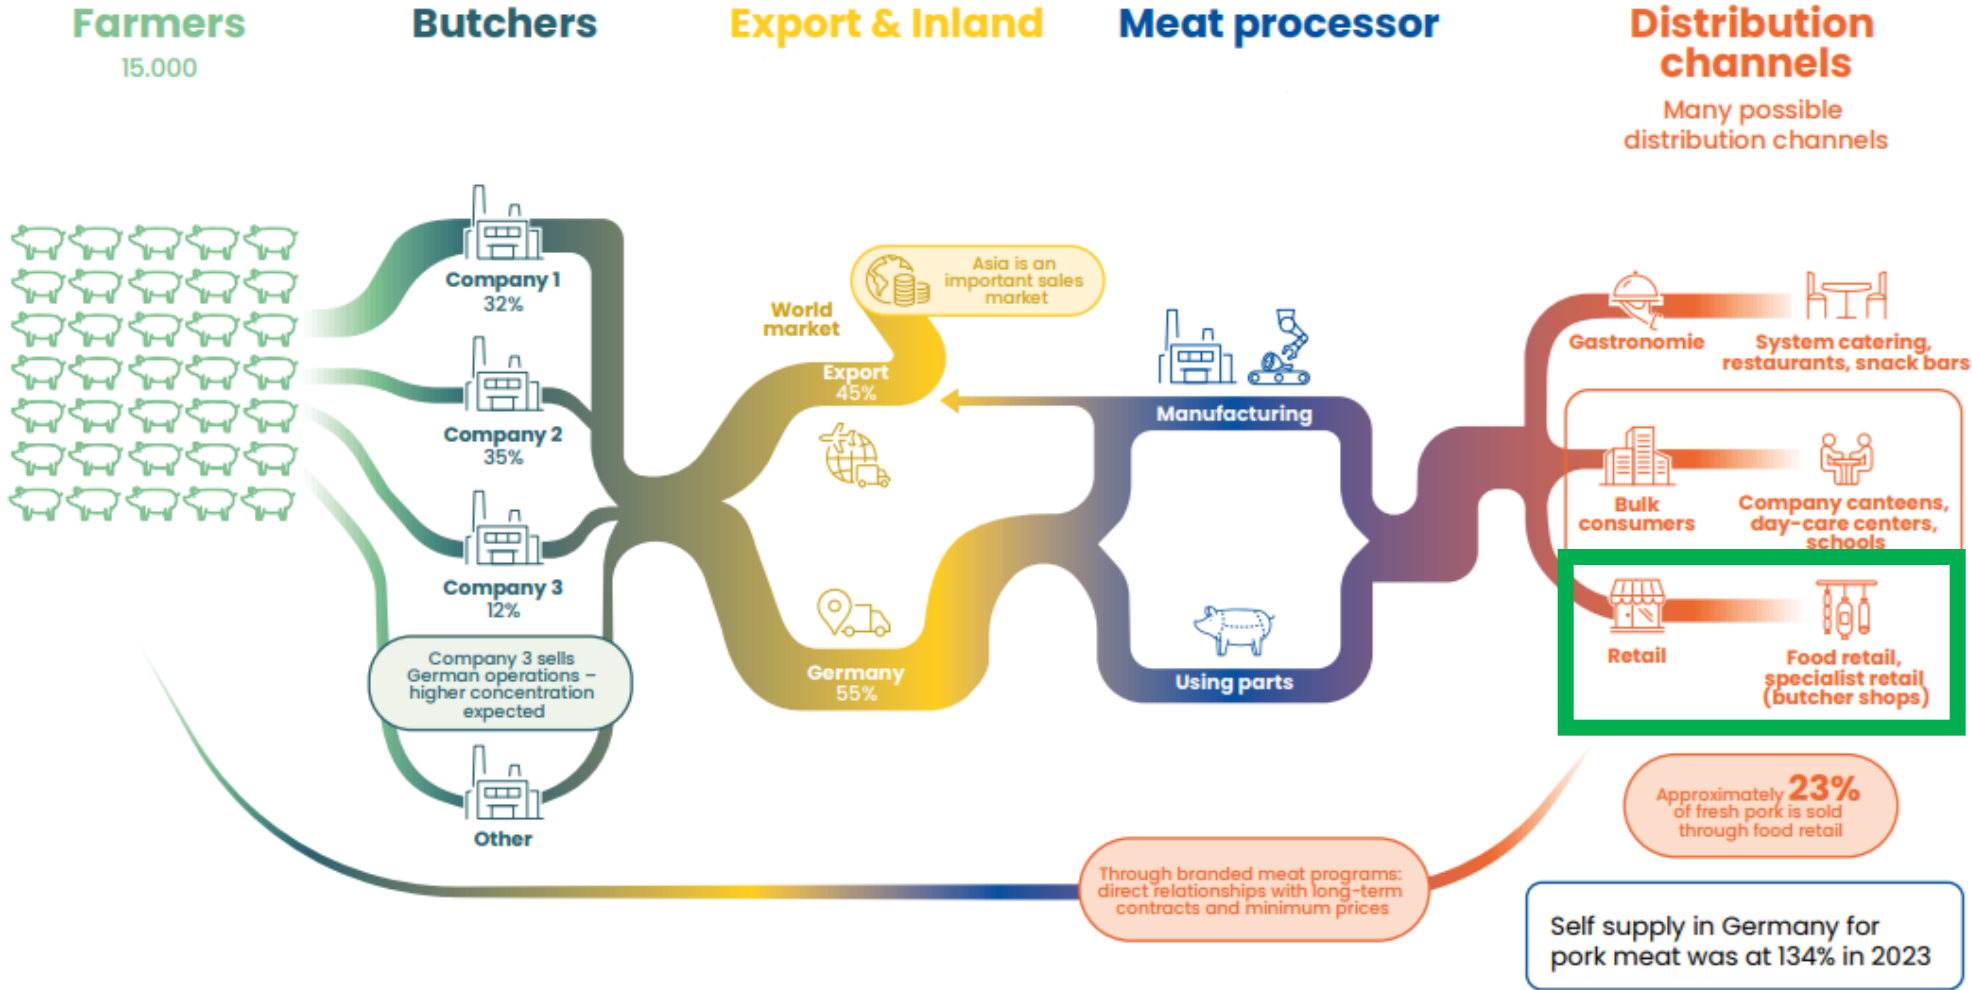 Farmers
15.000
Butchers
Export & Inland
Meat processor
Distribution
channels
Many possible
distribution channels
Company 1
32%
Company 2
35%
Company 3
12%
Company 3 sells
German operations –
higher concentration
expected
Other
World
market
Asia is an
important sales
market
Export
45%
Germany
55%
Manufacturing
Using parts
Gastronomie
System catering,
restaurants, snack bars
Bulk
consumers
Company canteens,
day-care centers,
schools
Retail
Food retail,
specialist retail
(butcher shops)
Approximately 23%
of fresh pork is sold
through food retail
Through branded meat programs:
direct relationships with long-term
contracts and minimum prices
Self supply in Germany for
pork meat was at 134% in 2023